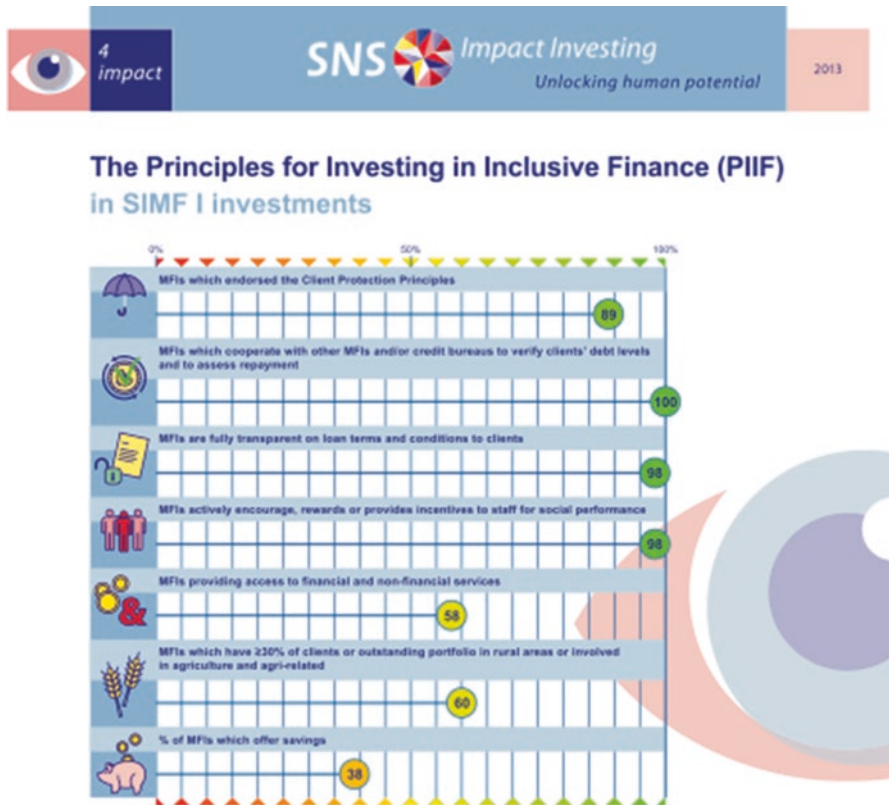 4
impact
SNS Impact Investing
Unlocking human potential
2013
The Principles for Investing in Inclusive Finance (PIIF)
in SIMF I investments
0% 50% 100%
MFIs which endorsed the Client Protection Principles
89
MFIs which cooperate with other MFIs and/or credit bureaus to verify clients' debt levels
and to assess repayment
100
MFIs are fully transparent on loan terms and conditions to clients
98
MFIs actively encourage, rewards or provides incentives to staff for social performance
98
MFIs providing access to financial and non-financial services
&
58
MFIs which have ≥30% of clients or outstanding portfolio in rural areas or involved
in agriculture and agri-related
60
% of MFIs which offer savings
38